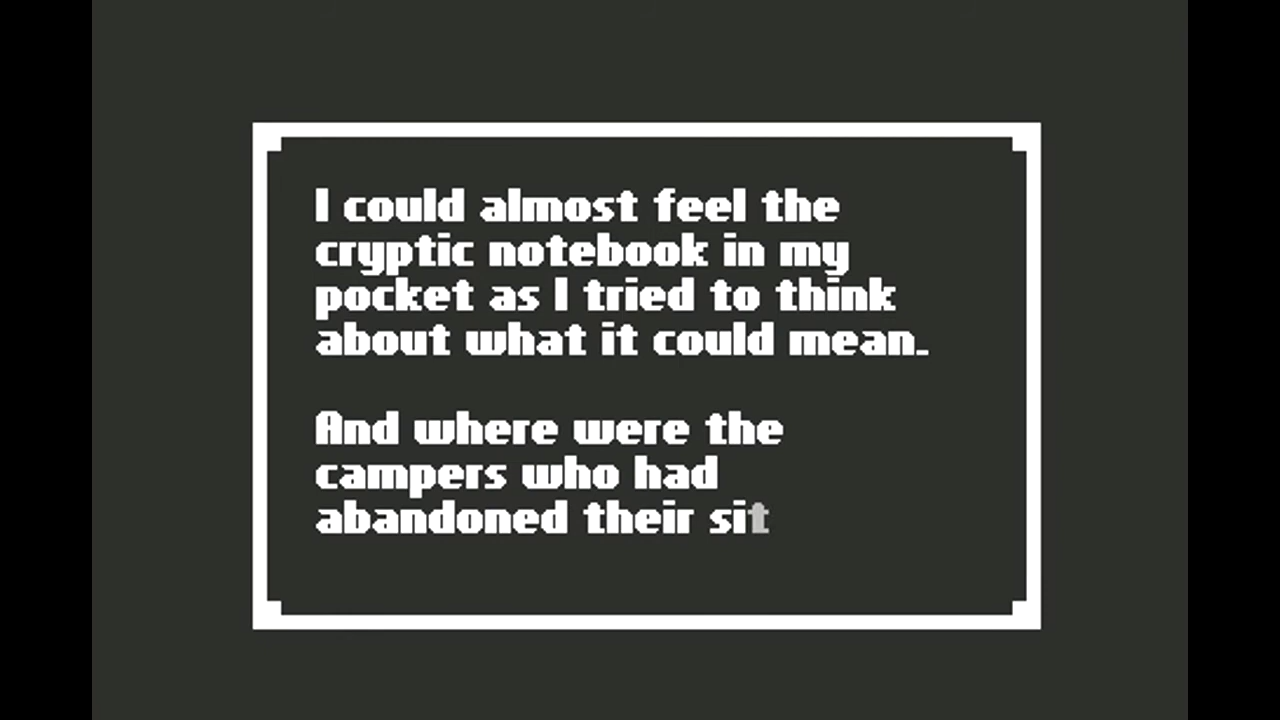 I could almost feel the
cryptic notebook in my
pocket as I tried to think
about what it could mean.
And where were the
campers who had
abandoned their sit